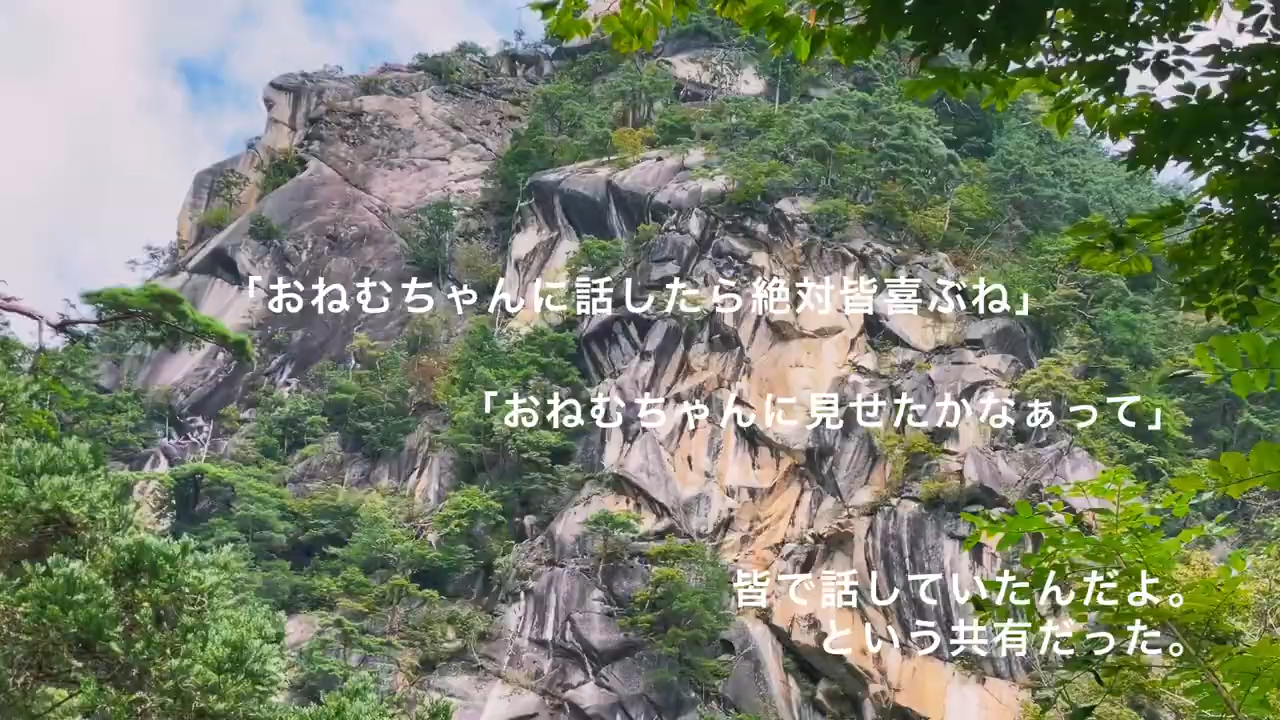 「おねむちゃんに話したら絶対皆喜ぶね」
「おねむちゃんに見せたかなぁって」
皆で話していたんだよ。
という共有だった。